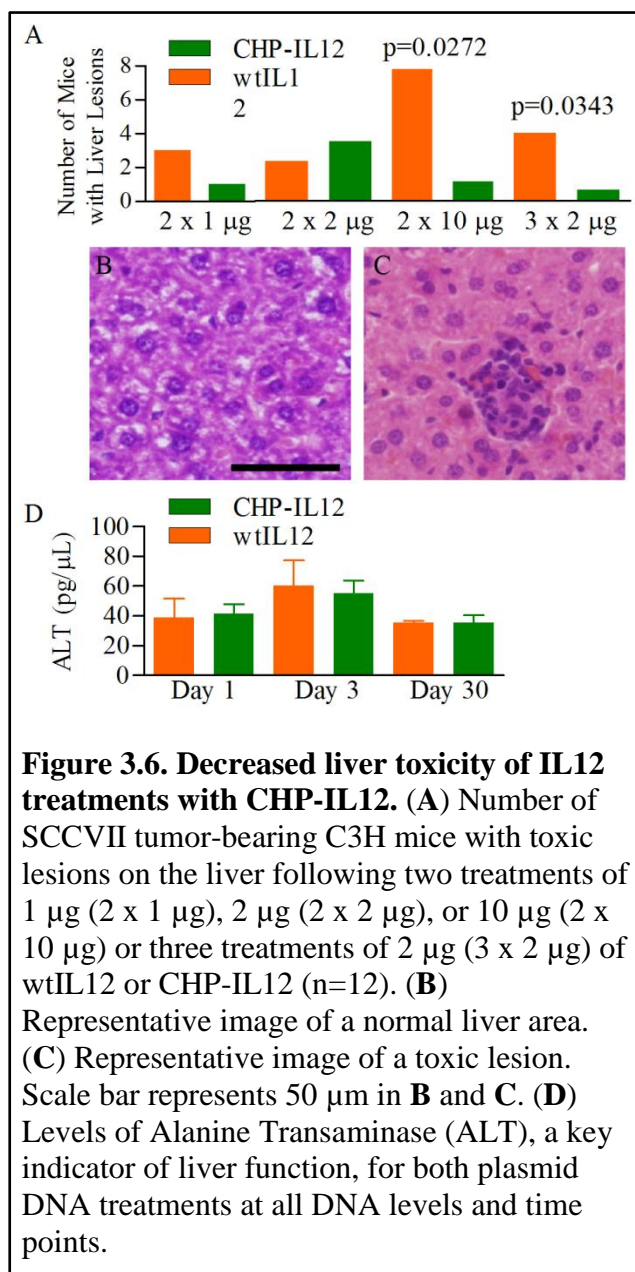 A
CHP-IL12
wtIL1
2
p=0.0272
p=0.0343
Number of Mice
with Liver Lesions
8
6
4
2
0
2 x 1 µg
2 x 2 µg
2 x 10 µg
3 x 2 µg
B
C
D
CHP-IL12
wtIL12
ALT (pg/µL)
100
80
60
40
20
0
Day 1
Day 3
Day 30
Figure 3.6. Decreased liver toxicity of IL12
treatments with CHP-IL12. (A) Number of
SCCVII tumor-bearing C3H mice with toxic
lesions on the liver following two treatments of
1 µg (2 x 1 µg), 2 µg (2 x 2 µg), or 10 µg (2 x
10 µg) or three treatments of 2 µg (3 x 2 µg) of
wtIL12 or CHP-IL12 (n=12). (B)
Representative image of a normal liver area.
(C) Representative image of a toxic lesion.
Scale bar represents 50 µm in B and C. (D)
Levels of Alanine Transaminase (ALT), a key
indicator of liver function, for both plasmid
DNA treatments at all DNA levels and time
points.